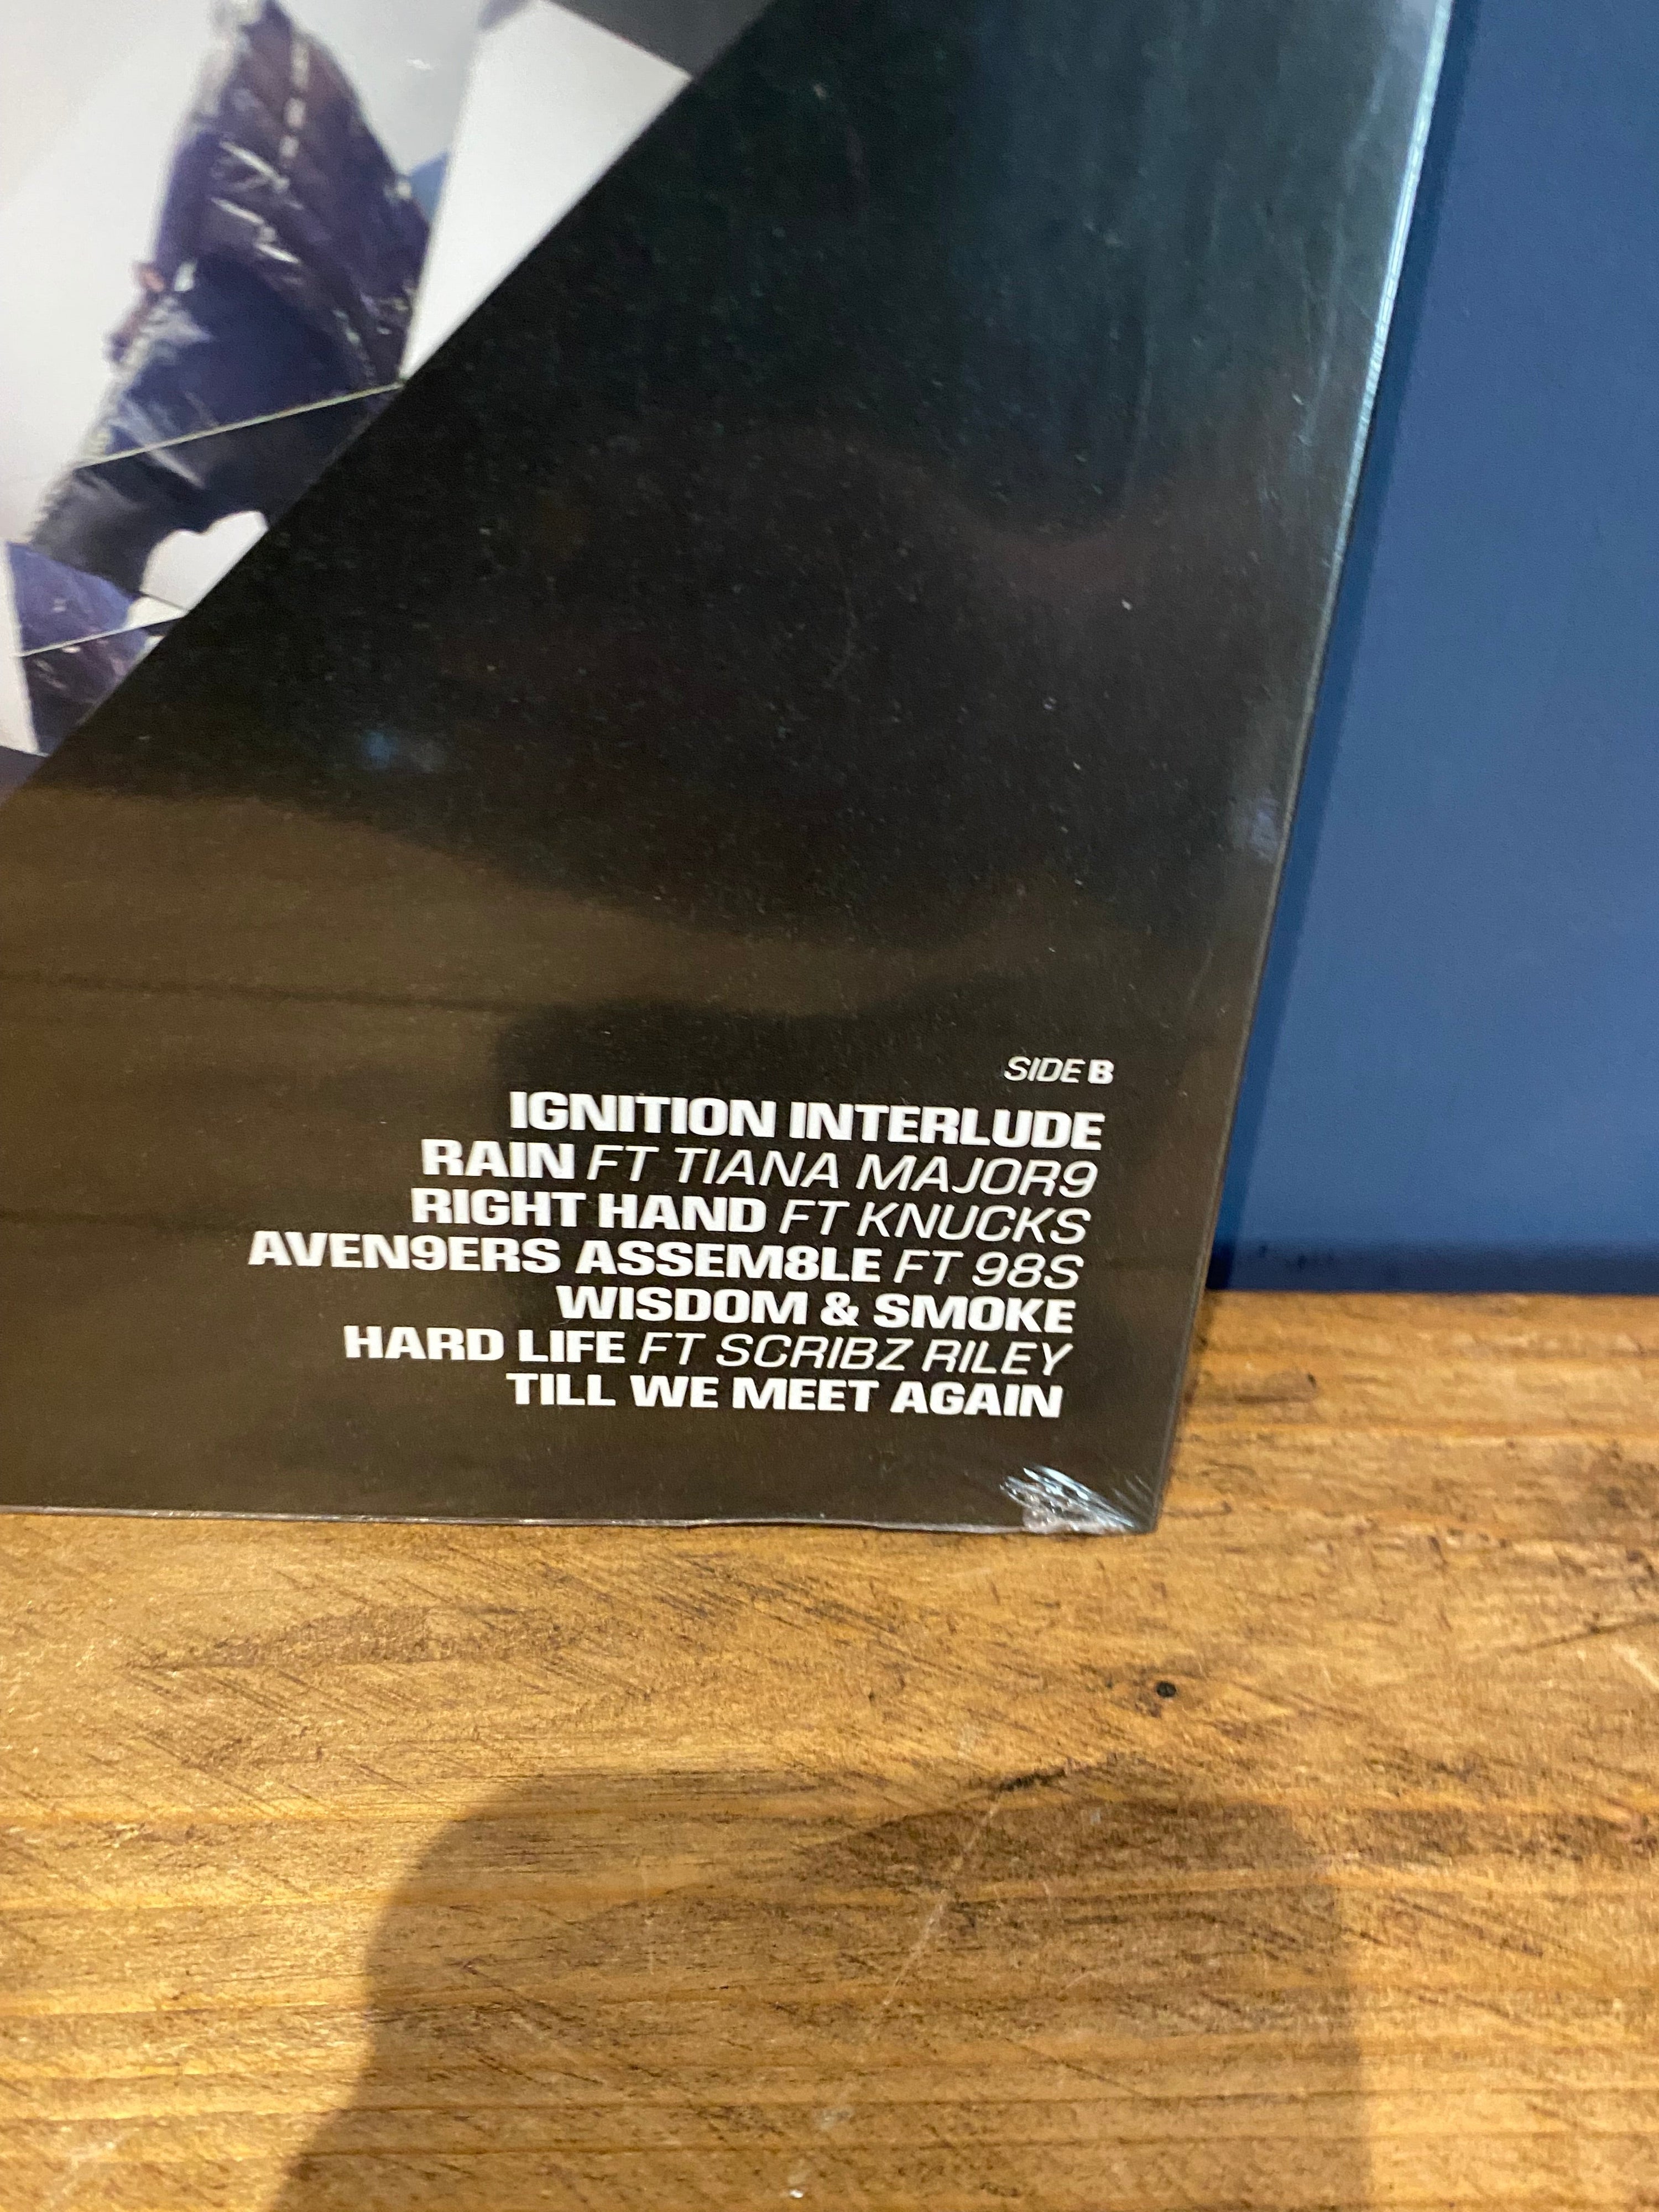 SIDE B
IGNITION INTERLUDE
RAIN FT TIANA MAJOR9
RIGHT HAND FT KNUCKS
AVEN9ERS ASSEM8LE FT 98S
WISDOM & SMOKE
HARD LIFE FT SCRIBZ RILEY
TILL WE MEET AGAIN